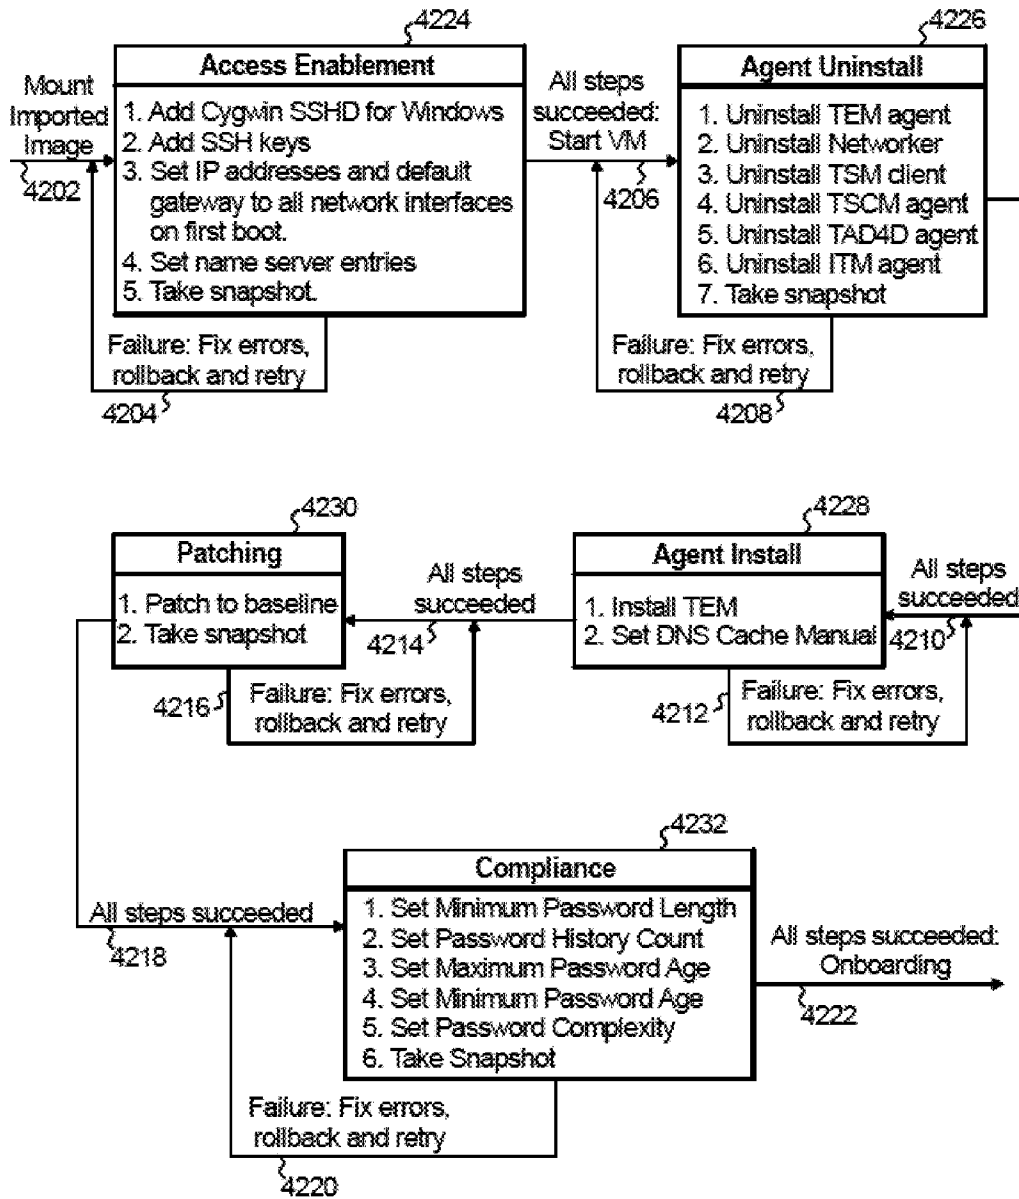 4224
Access Enablement
Mount
Imported
Image
4202
1. Add Cygwin SSHD for Windows
2. Add SSH keys
3. Set IP addresses and default
gateway to all network interfaces
on first boot.
4. Set name server entries
5. Take snapshot.
Failure: Fix errors,
rollback and retry
4204
All steps
succeeded:
Start VM
4206
4226
Agent Uninstall
1. Uninstall TEM agent
2. Uninstall Networker
3. Uninstall TSM client
4. Uninstall TSCM agent
5. Uninstall TAD4D agent
6. Uninstall ITM agent
7. Take snapshot
Failure: Fix errors,
rollback and retry
4208
4230
Patching
1. Patch to baseline
2. Take snapshot
4216
Failure: Fix errors,
rollback and retry
All steps
succeeded
4214
4228
Agent Install
1. Install TEM
2. Set DNS Cache Manual
4212
Failure: Fix errors,
rollback and retry
All steps
succeeded
4210
4232
Compliance
All steps succeeded
4218
1. Set Minimum Password Length
2. Set Password History Count
3. Set Maximum Password Age
4. Set Minimum Password Age
5. Set Password Complexity
6. Take Snapshot
All steps succeeded:
Onboarding
4222
Failure: Fix errors,
rollback and retry
4220